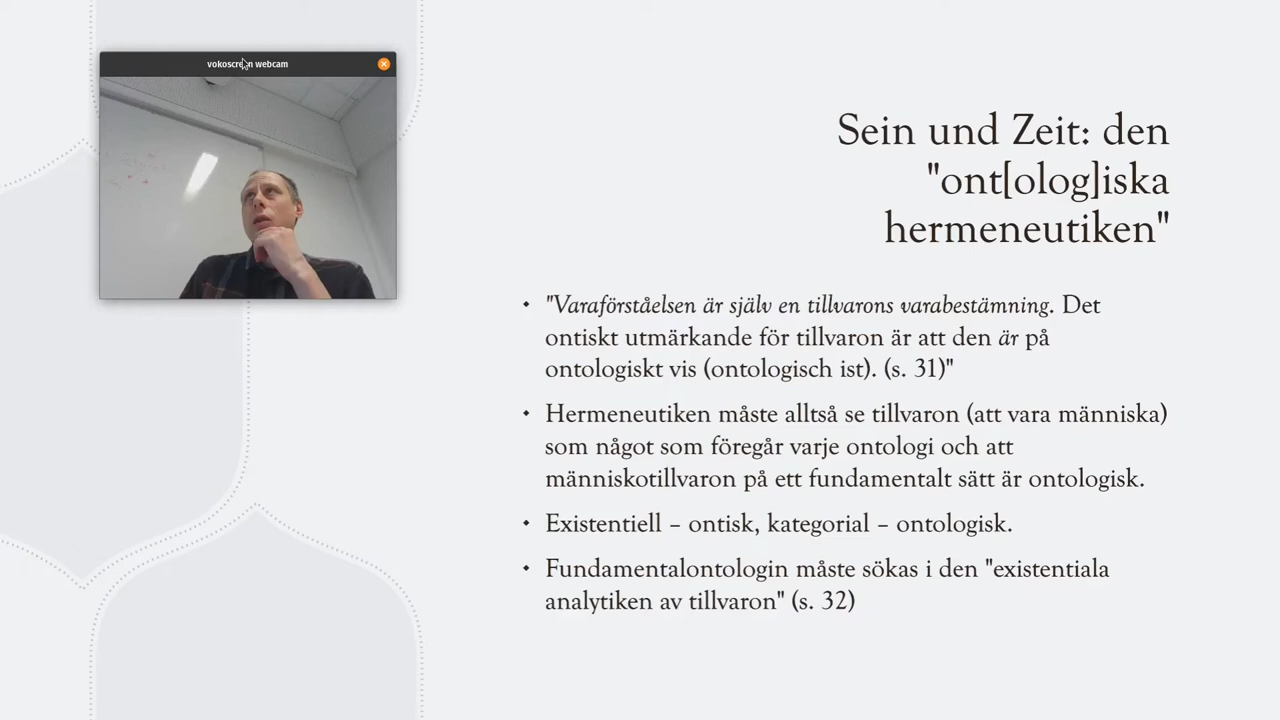 vokoscreen webcam
Sein und Zeit: den
"ont[olog]iska
hermeneutiken"
"Varaförståelsen är själv en tillvarons varabestämning. Det
ontiskt utmärkande för tillvaron är att den är på
ontologiskt vis (ontologisch ist). (s. 31)"
Hermeneutiken måste alltså se tillvaron (att vara människa)
som något som föregår varje ontologi och att
människotillvaron på ett fundamentalt sätt är ontologisk.
Existentiell – ontisk, kategorial – ontologisk.
Fundamentalontologin måste sökas i den "existentiala
analytiken av tillvaron" (s. 32)